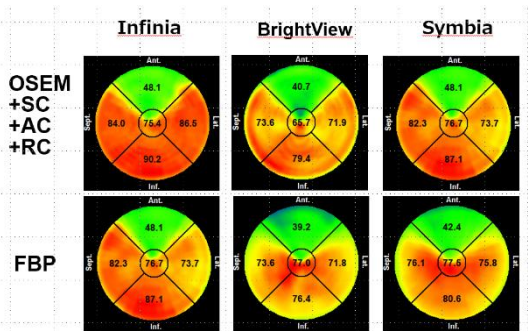 Infinia BrightView Symbia
Ant. Ant. Ant.
OSEM
+SC
+AC
+RC
48.1 40.7 48.1
Sept. 84.0 75.4 86.5 Lat. Sept. 73.6 65.7 71.9 Lat. Sept. 82.3 76.7 73.7 Lat.
90.2 79.4 87.1
Inf. Inf. Inf.
Ant. Ant. Ant.
48.1 39.2 42.4
FBP
Sept. 82.3 76.7 73.7 Lat. Sept. 73.6 77.0 71.8 Lat. Sept. 76.1 77.5 75.8 Lat.
87.1 76.4 80.6
Inf. Inf. Inf.